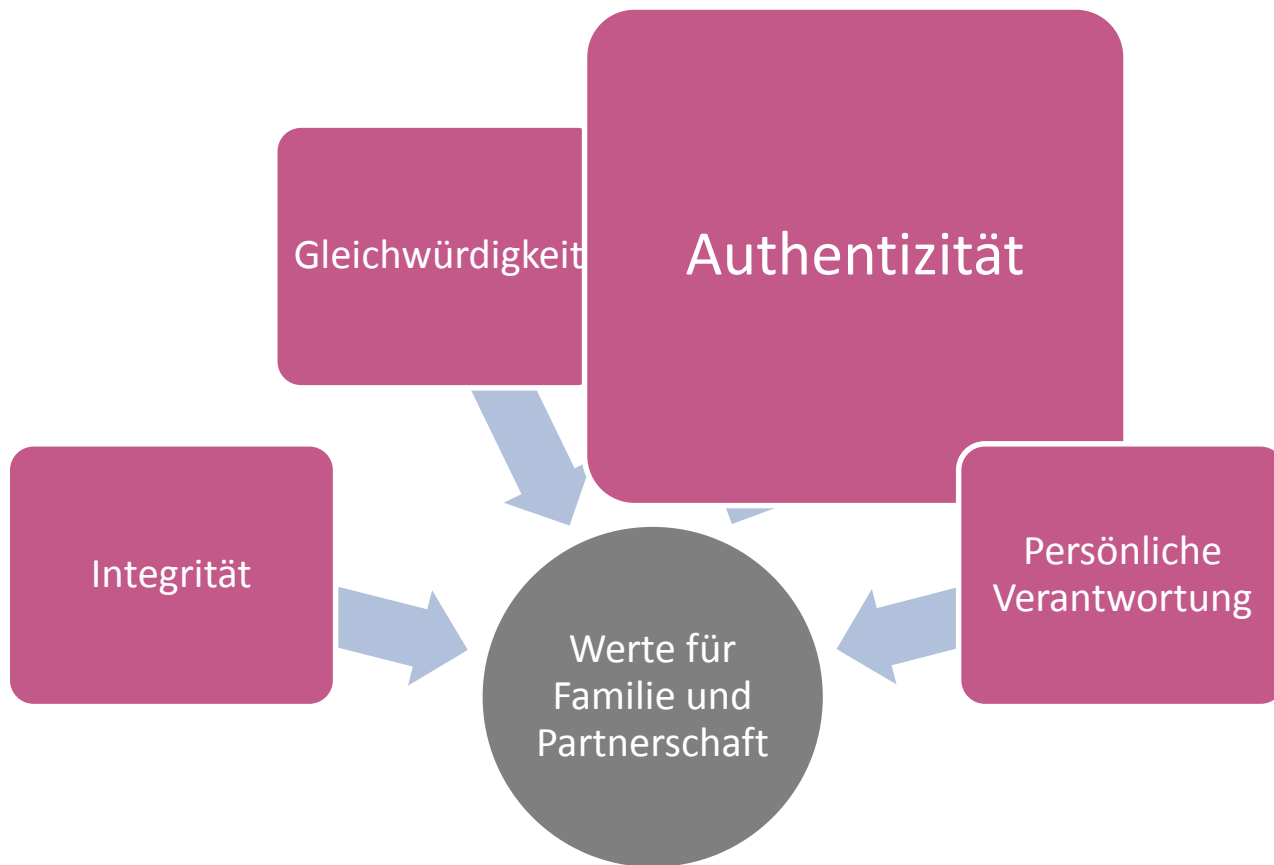 Authentizität
Gleichwürdigkeit
Integrität
Persönliche
Verantwortung
Werte für
Familie und
Partnerschaft